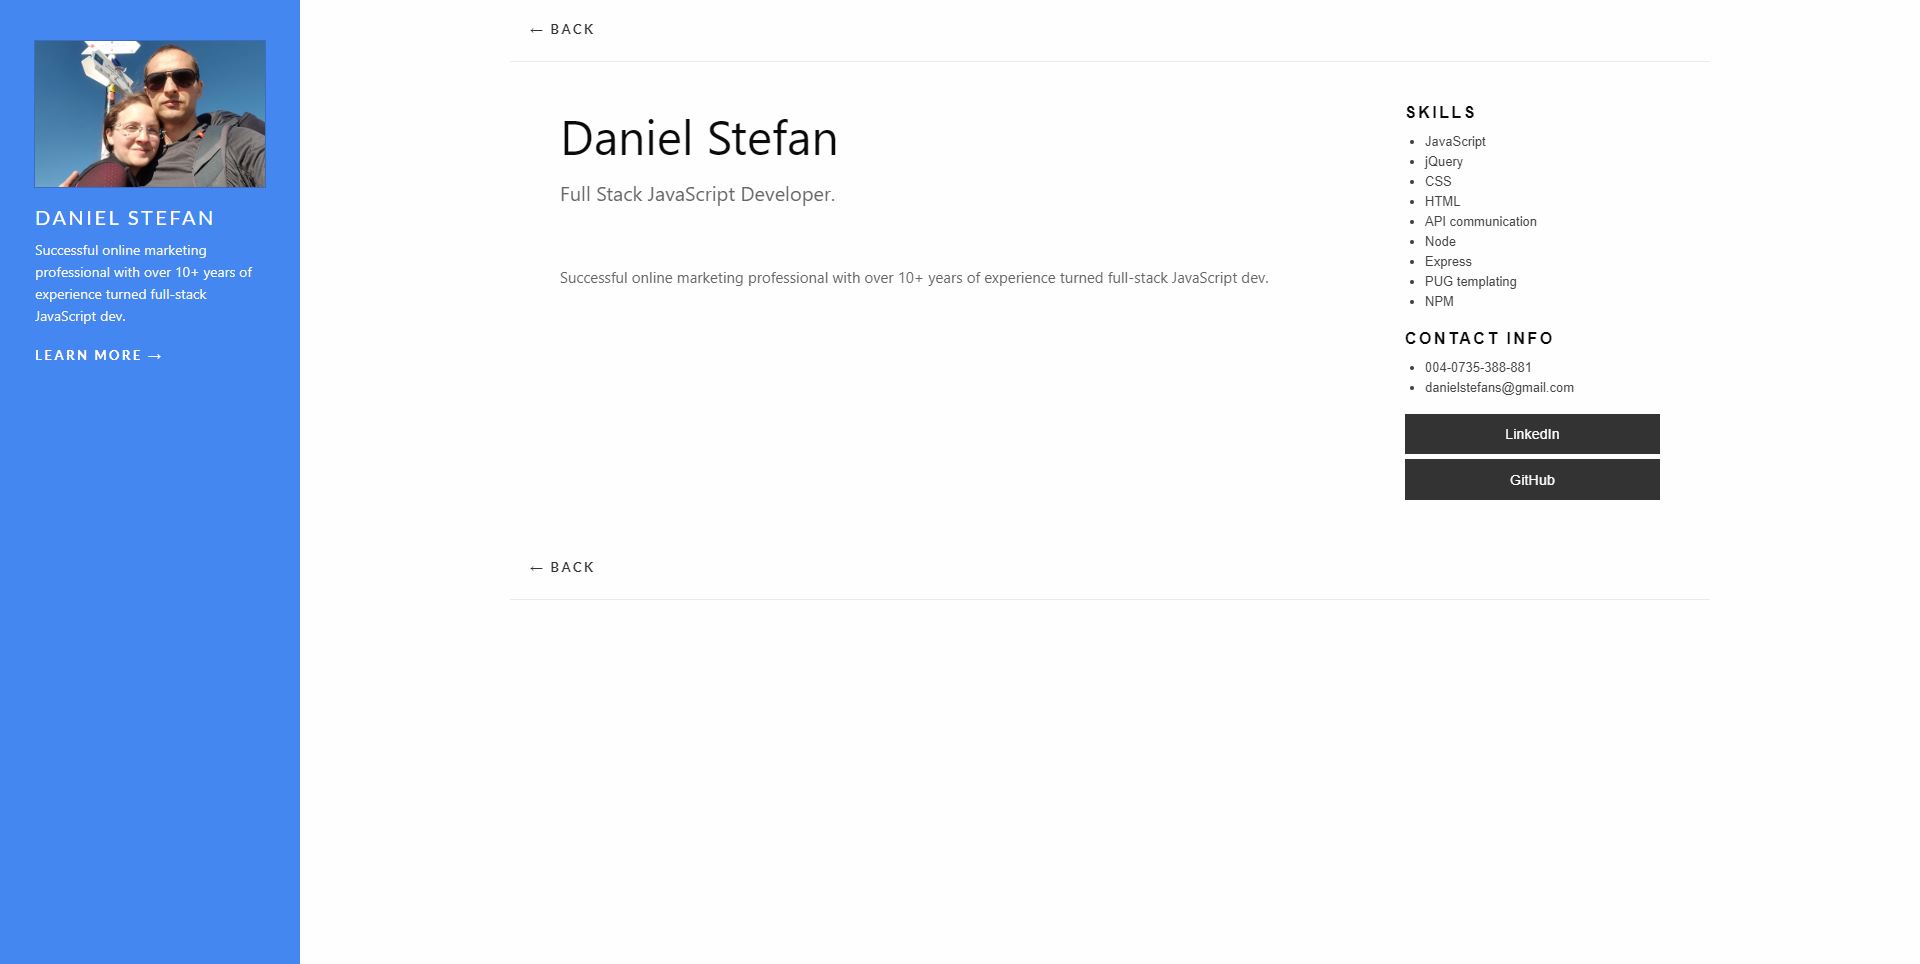 DANIEL STEFAN
Successful online marketing
professional with over 10+ years of
experience turned full-stack
JavaScript dev.
LEARN MORE →
← BACK
Daniel Stefan
Full Stack JavaScript Developer.
Successful online marketing professional with over 10+ years of experience turned full-stack JavaScript dev.
SKILLS
JavaScript
jQuery
CSS
HTML
API communication
Node
Express
PUG templating
NPM
CONTACT INFO
004-0735-388-881
danielstefans@gmail.com
LinkedIn
GitHub
← BACK